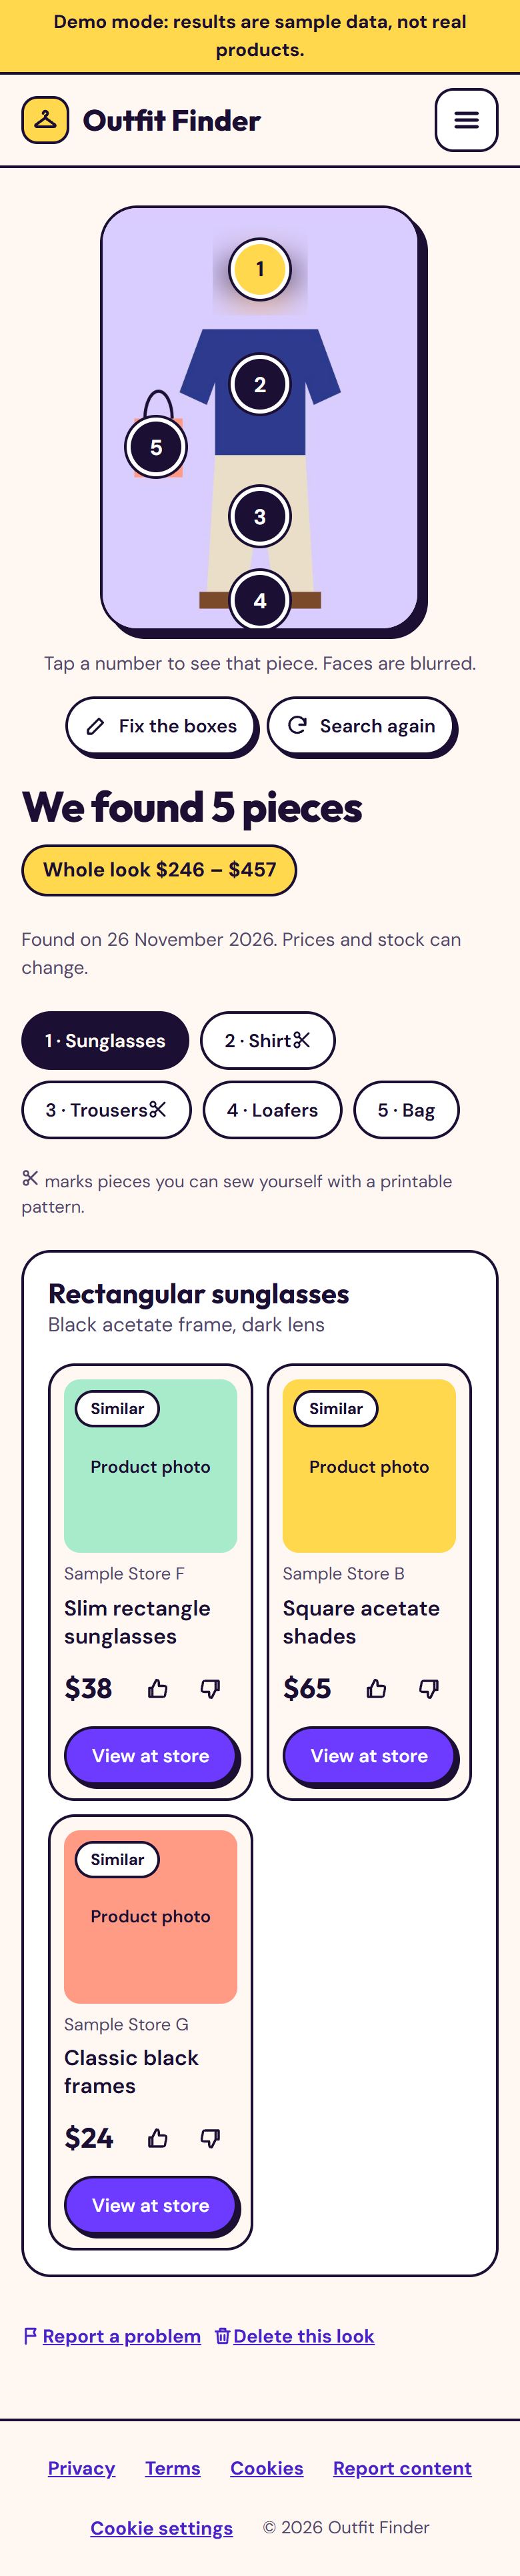 Demo mode: results are sample data, not real
products.
Outfit Finder
1
2
5
3
4
Tap a number to see that piece. Faces are blurred.
Fix the boxes
Search again
We found 5 pieces
Whole look $246 – $457
Found on 26 November 2026. Prices and stock can
change.
1 · Sunglasses
2 · Shirt
3 · Trousers
4 · Loafers
5 · Bag
marks pieces you can sew yourself with a printable
pattern.
Rectangular sunglasses
Black acetate frame, dark lens
Similar
Product photo
Sample Store F
Slim rectangle
sunglasses
$38
View at store
Similar
Product photo
Sample Store B
Square acetate
shades
$65
View at store
Similar
Product photo
Sample Store G
Classic black
frames
$24
View at store
Report a problem
Delete this look
Privacy
Terms
Cookies
Report content
Cookie settings
© 2026 Outfit Finder